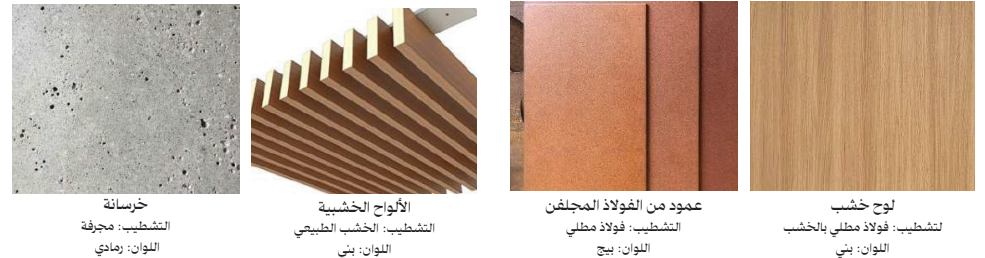 لوح خشب
لتشطيب: فولاذ مطلي بالخشب
اللون: بني
عمود من الفولاذ المجلفن
التشطيب: فولاذ مطلي
اللون: بيج
الألواح الخشبية
التشطيب: الخشب الطبيعي
اللون: بنى
خرسانة
التشطيب: مجرفة
اللون: رمادي